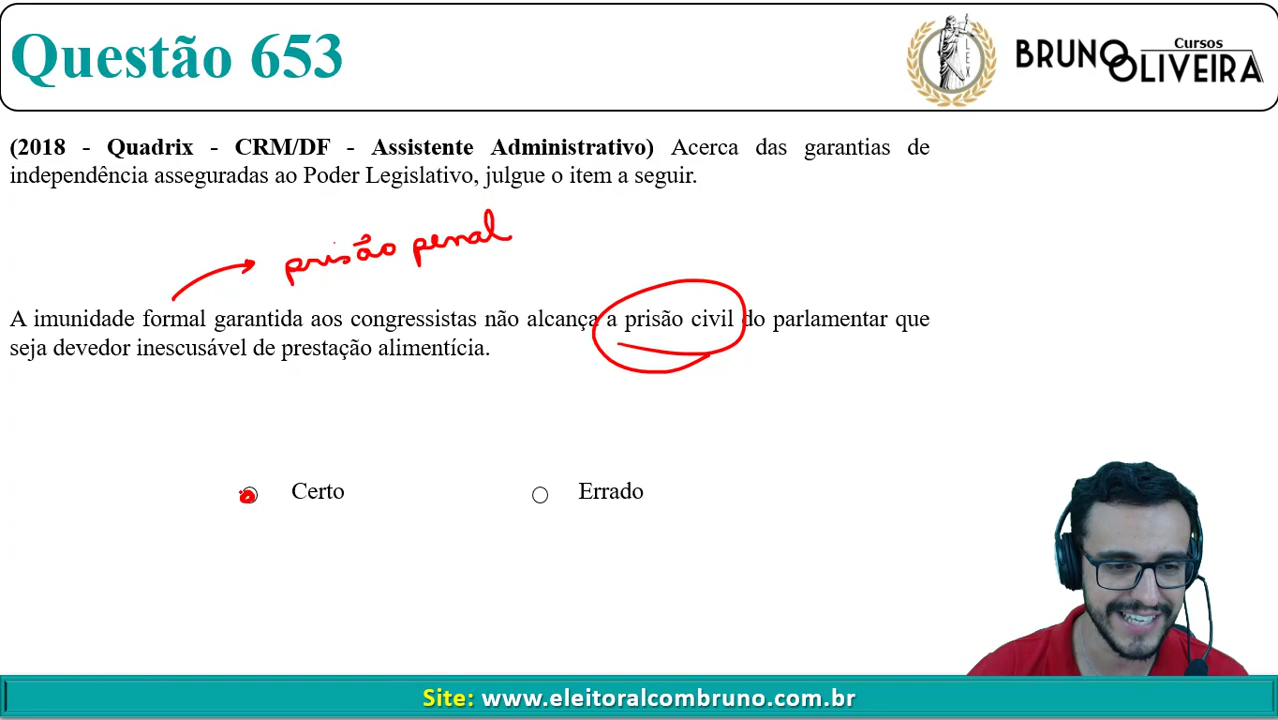 Questão 653
Cursos
BRUNO
OLIVEIRA
LEX
(2018 - Quadrix - CRM/DF - Assistente Administrativo) Acerca das garantias de
independência asseguradas ao Poder Legislativo, julgue o item a seguir.
prisão penal
A imunidade formal garantida aos congressistas não alcança a prisão civil do parlamentar que
seja devedor inescusável de prestação alimentícia.
Certo Errado
Site: www.eleitoralcombruno.com.br